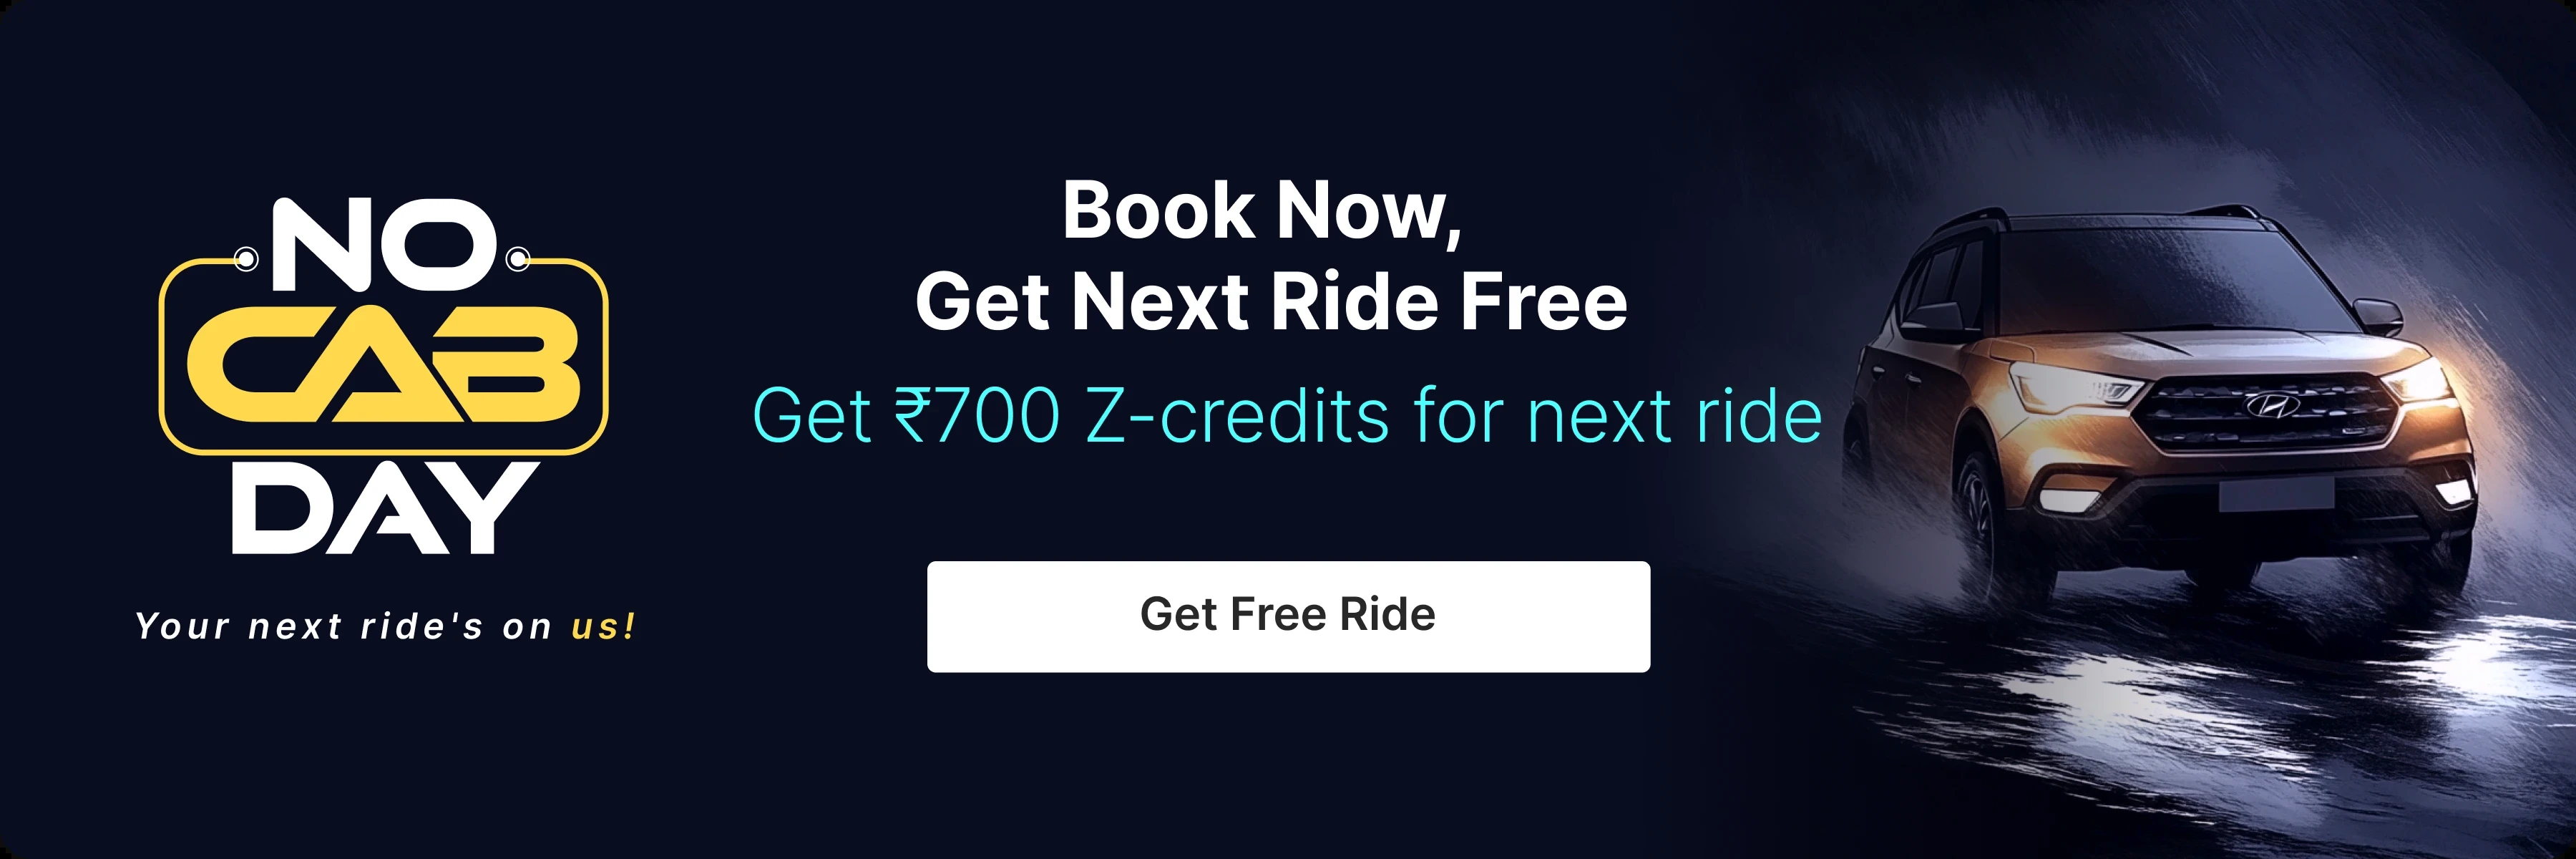 NO
CAB
DAY
Your next ride's on us!
Book Now,
Get Next Ride Free
Get ₹700 Z-credits for next ride
Get Free Ride